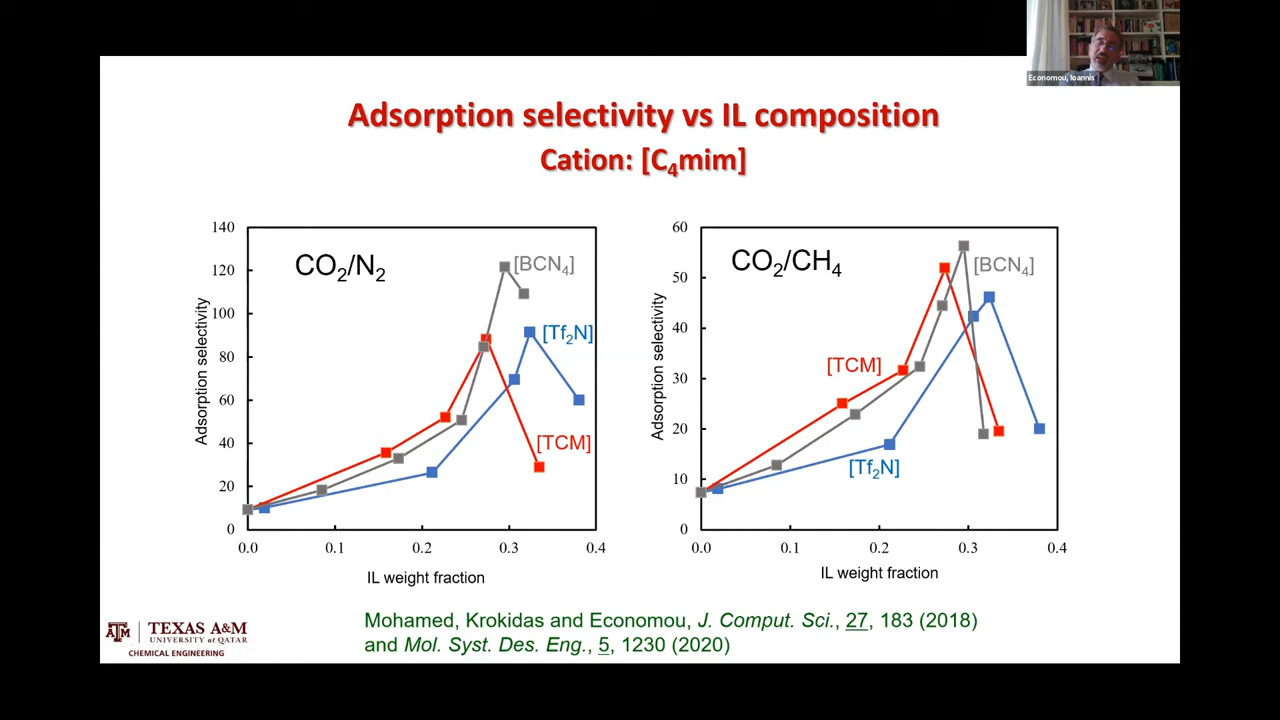 Economou, Ioannis
Adsorption selectivity vs IL composition
Cation: [C₄mim]
140
120
100
80
60
40
20
0
Adsorption selectivity
CO₂/N₂
[BCN₄]
[Tf₂N]
[TCM]
0.0 0.1 0.2 0.3 0.4
IL weight fraction
60
50
40
30
20
10
0
Adsorption selectivity
CO₂/CH₄
[BCN₄]
[TCM]
[Tf₂N]
0.0 0.1 0.2 0.3 0.4
IL weight fraction
ATM
TEXAS A&M
UNIVERSITY at QATAR
CHEMICAL ENGINEERING
Mohamed, Krokidas and Economou, J. Comput. Sci., 27, 183 (2018)
and Mol. Syst. Des. Eng., 5, 1230 (2020)